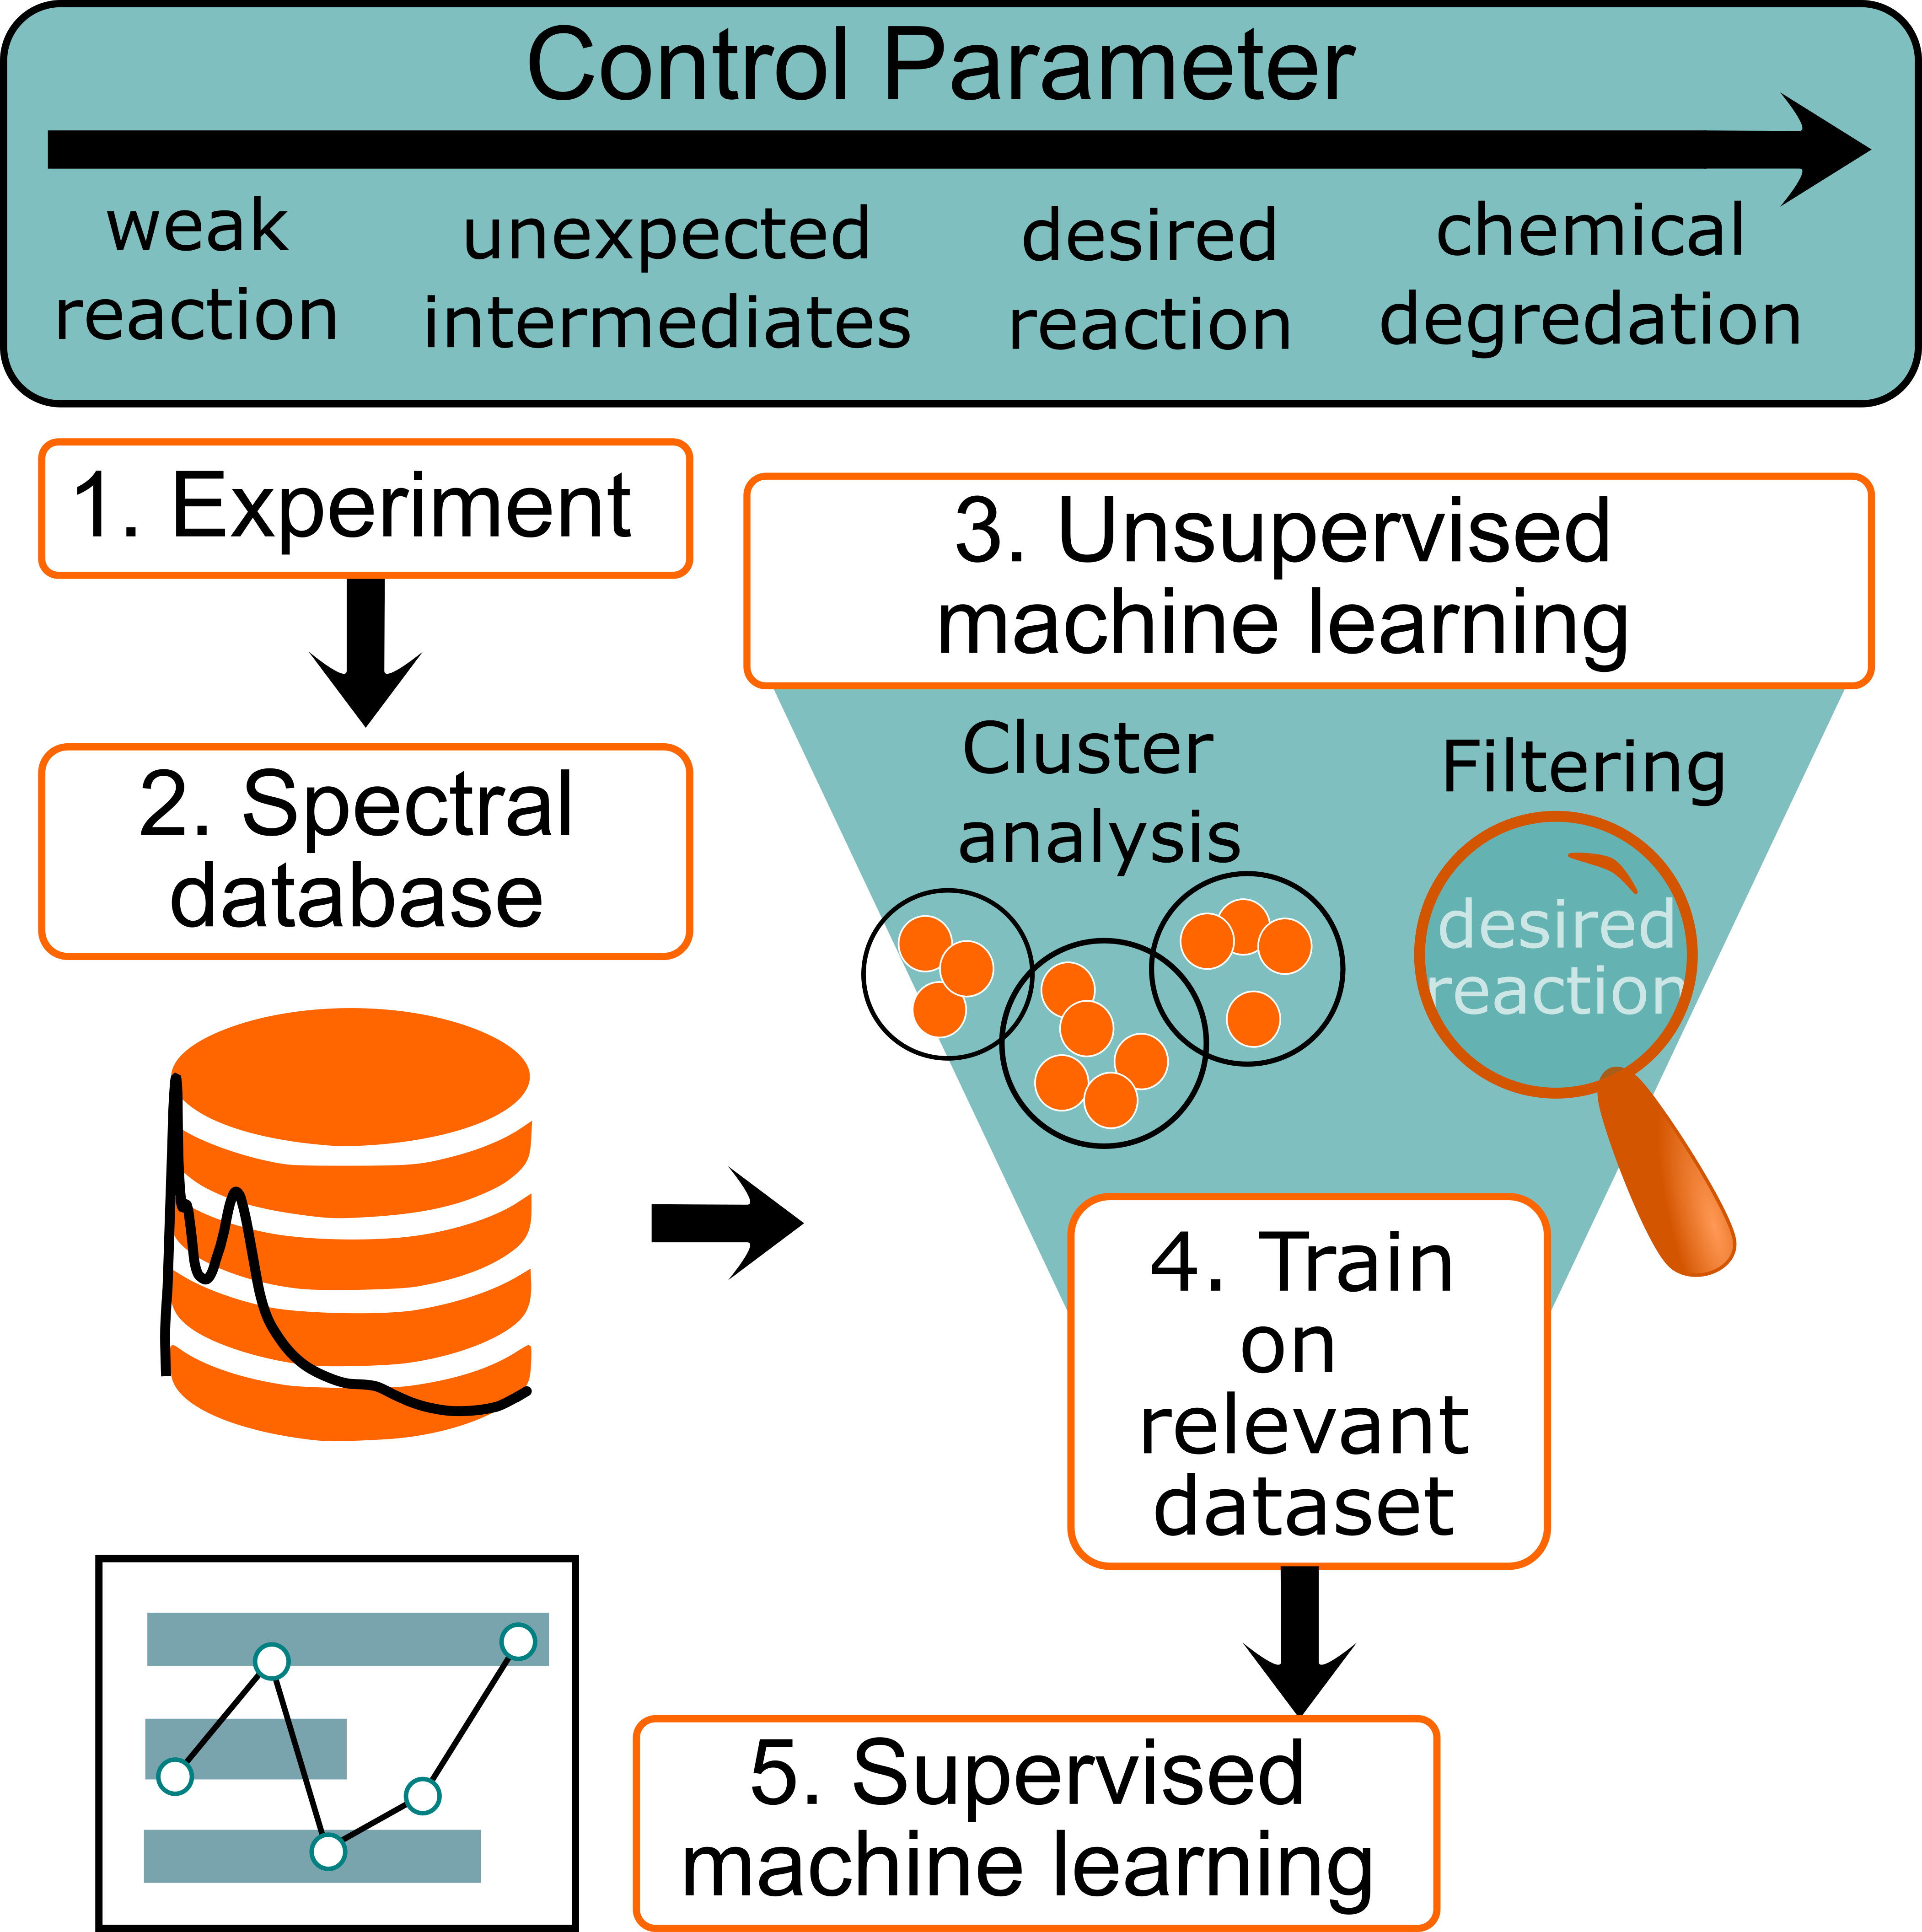 Control Parameter
weak
reaction
unexpected
intermediates
desired
reaction
chemical
degredation
1. Experiment
2. Spectral
database
3. Unsupervised
machine learning
Cluster
analysis
Filtering
desired
reaction
4. Train
on
relevant
dataset
5. Supervised
machine learning